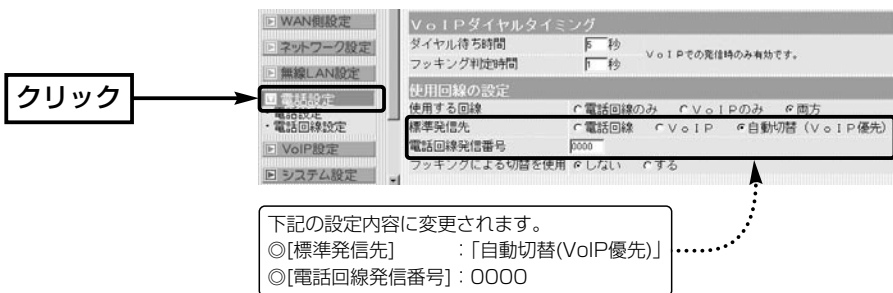 WAN側設定
ネットワーク設定
無線LAN設定
電話設定
・電話設定
・電話回線設定
VoIP設定
システム設定
クリック
VoIPダイヤルタイミング
ダイヤル待ち時間 5 秒
フッキング判定時間 1 秒
VoIPでの発信時のみ有効です。
使用回線の設定
使用する回線 電話回線のみ VoIPのみ 両方
標準発信先 電話回線 VoIP 自動切替(VoIP優先)
電話回線発信番号 0000
フッキングによる切替を使用 しない する
下記の設定内容に変更されます。
◎[標準発信先] :「自動切替(VoIP優先)」
◎[電話回線発信番号]:0000